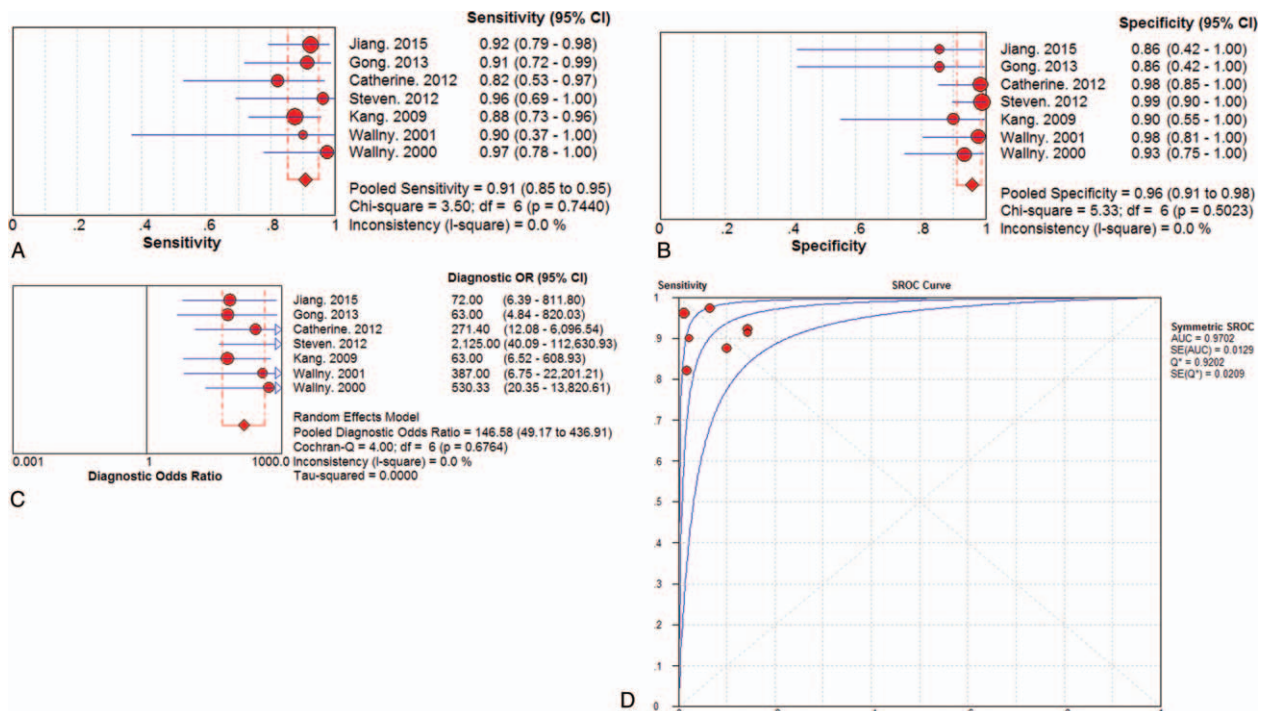 Sensitivity (95% CI)
Jiang. 2015 0.92 (0.79 - 0.98)
Gong. 2013 0.91 (0.72 - 0.99)
Catherine. 2012 0.82 (0.53 - 0.97)
Steven. 2012 0.96 (0.69 - 1.00)
Kang. 2009 0.88 (0.73 - 0.96)
Wallny. 2001 0.90 (0.37 - 1.00)
Wallny. 2000 0.97 (0.78 - 1.00)
Pooled Sensitivity = 0.91 (0.85 to 0.95)
Chi-square = 3.50; df = 6 (p = 0.7440)
Inconsistency (I-square) = 0.0 %
0 .2 .4 .6 .8 1
Sensitivity
A
Specificity (95% CI)
Jiang. 2015 0.86 (0.42 - 1.00)
Gong. 2013 0.86 (0.42 - 1.00)
Catherine. 2012 0.98 (0.85 - 1.00)
Steven. 2012 0.99 (0.90 - 1.00)
Kang. 2009 0.90 (0.55 - 1.00)
Wallny. 2001 0.98 (0.81 - 1.00)
Wallny. 2000 0.93 (0.75 - 1.00)
Pooled Specificity = 0.96 (0.91 to 0.98)
Chi-square = 5.33; df = 6 (p = 0.5023)
Inconsistency (I-square) = 0.0 %
0 .2 .4 .6 .8 1
Specificity
B
Diagnostic OR (95% CI)
Jiang. 2015 72.00 (6.39 - 811.80)
Gong. 2013 63.00 (4.84 - 820.03)
Catherine. 2012 271.40 (12.08 - 6,096.54)
Steven. 2012 2,125.00 (40.09 - 112,630.93)
Kang. 2009 63.00 (6.52 - 608.93)
Wallny. 2001 387.00 (6.75 - 22,201.21)
Wallny. 2000 530.33 (20.35 - 13,820.61)
Random Effects Model
Pooled Diagnostic Odds Ratio = 146.58 (49.17 to 436.91)
Cochran-Q = 4.00; df = 6 (p = 0.6764)
Inconsistency (I-square) = 0.0 %
Tau-squared = 0.0000
0.001 1 1000.0
Diagnostic Odds Ratio
C
Sensitivity
SROC Curve
1
.9
.8
.7
.6
.5
.4
.3
.2
.1
0
Symmetric SROC
AUC = 0.9702
SE(AUC) = 0.0129
Q* = 0.9202
SE(Q*) = 0.0209
D